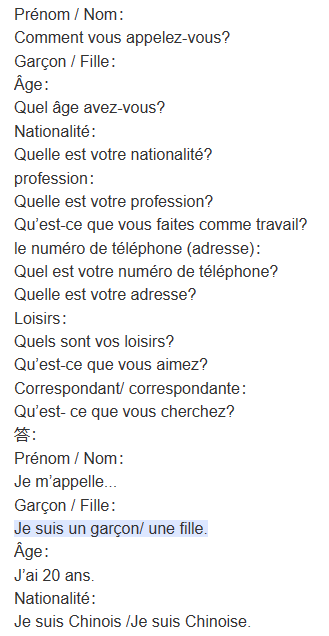 Prénom / Nom：
Comment vous appelez-vous?
Garçon / Fille：
Âge：
Quel âge avez-vous?
Nationalité：
Quelle est votre nationalité?
profession：
Quelle est votre profession?
Qu’est-ce que vous faites comme travail?
le numéro de téléphone (adresse)：
Quel est votre numéro de téléphone?
Quelle est votre adresse?
Loisirs：
Quels sont vos loisirs?
Qu’est-ce que vous aimez?
Correspondant/ correspondante：
Qu’est- ce que vous cherchez?
答：
Prénom / Nom：
Je m’appelle...
Garçon / Fille：
Je suis un garçon/ une fille.
Âge：
J’ai 20 ans.
Nationalité：
Je suis Chinois /Je suis Chinoise.